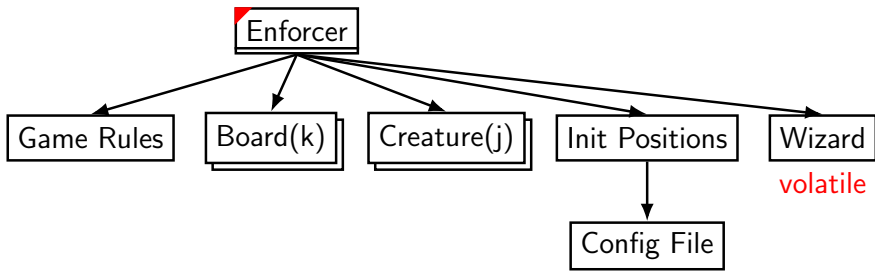 Enforcer
Game Rules
Board(k)
Creature(j)
Init Positions
Wizard
volatile
Config File